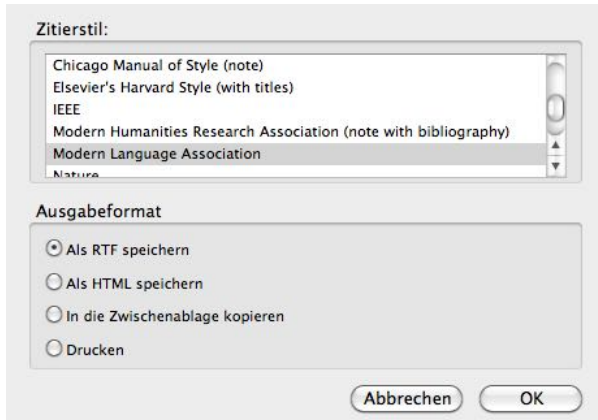 Zitierstil:
Chicago Manual of Style (note)
Elsevier's Harvard Style (with titles)
IEEE
Modern Humanities Research Association (note with bibliography)
Modern Language Association
Nature
Ausgabeformat
Als RTF speichern
Als HTML speichern
In die Zwischenablage kopieren
Drucken
Abbrechen OK